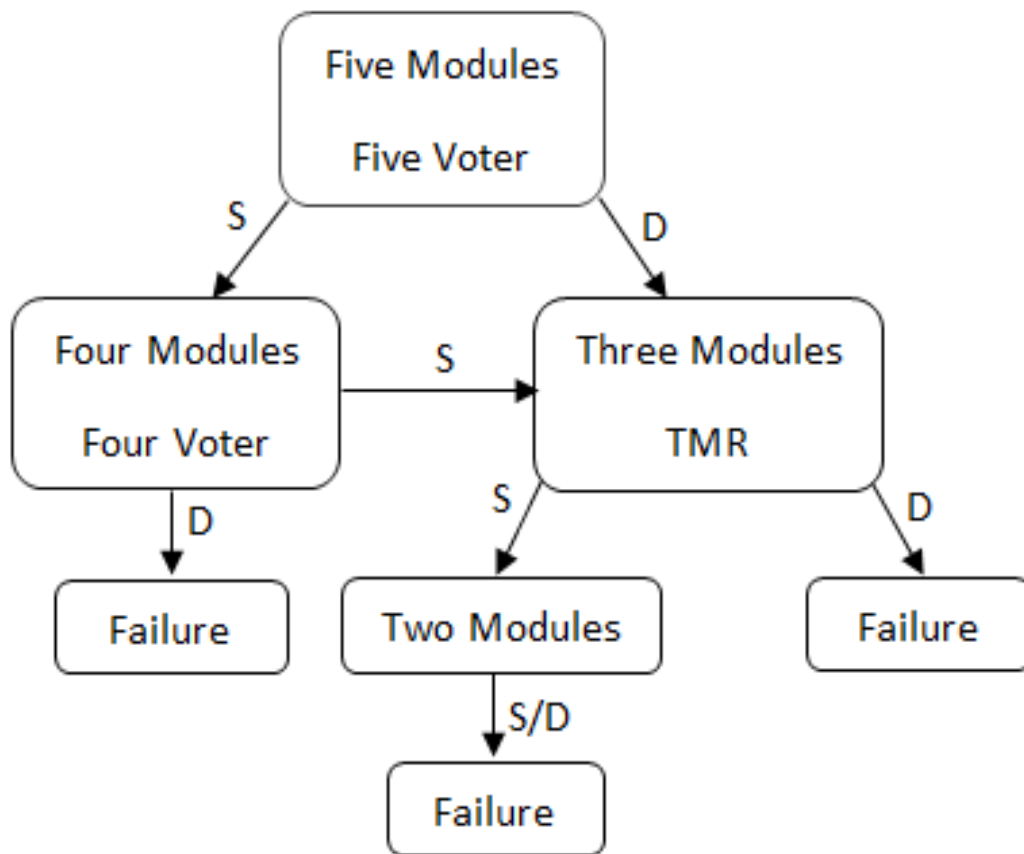 Five Modules
Five Voter
S
D
Four Modules
Four Voter
S
Three Modules
TMR
D
S
D
Failure
Two Modules
Failure
S/D
Failure